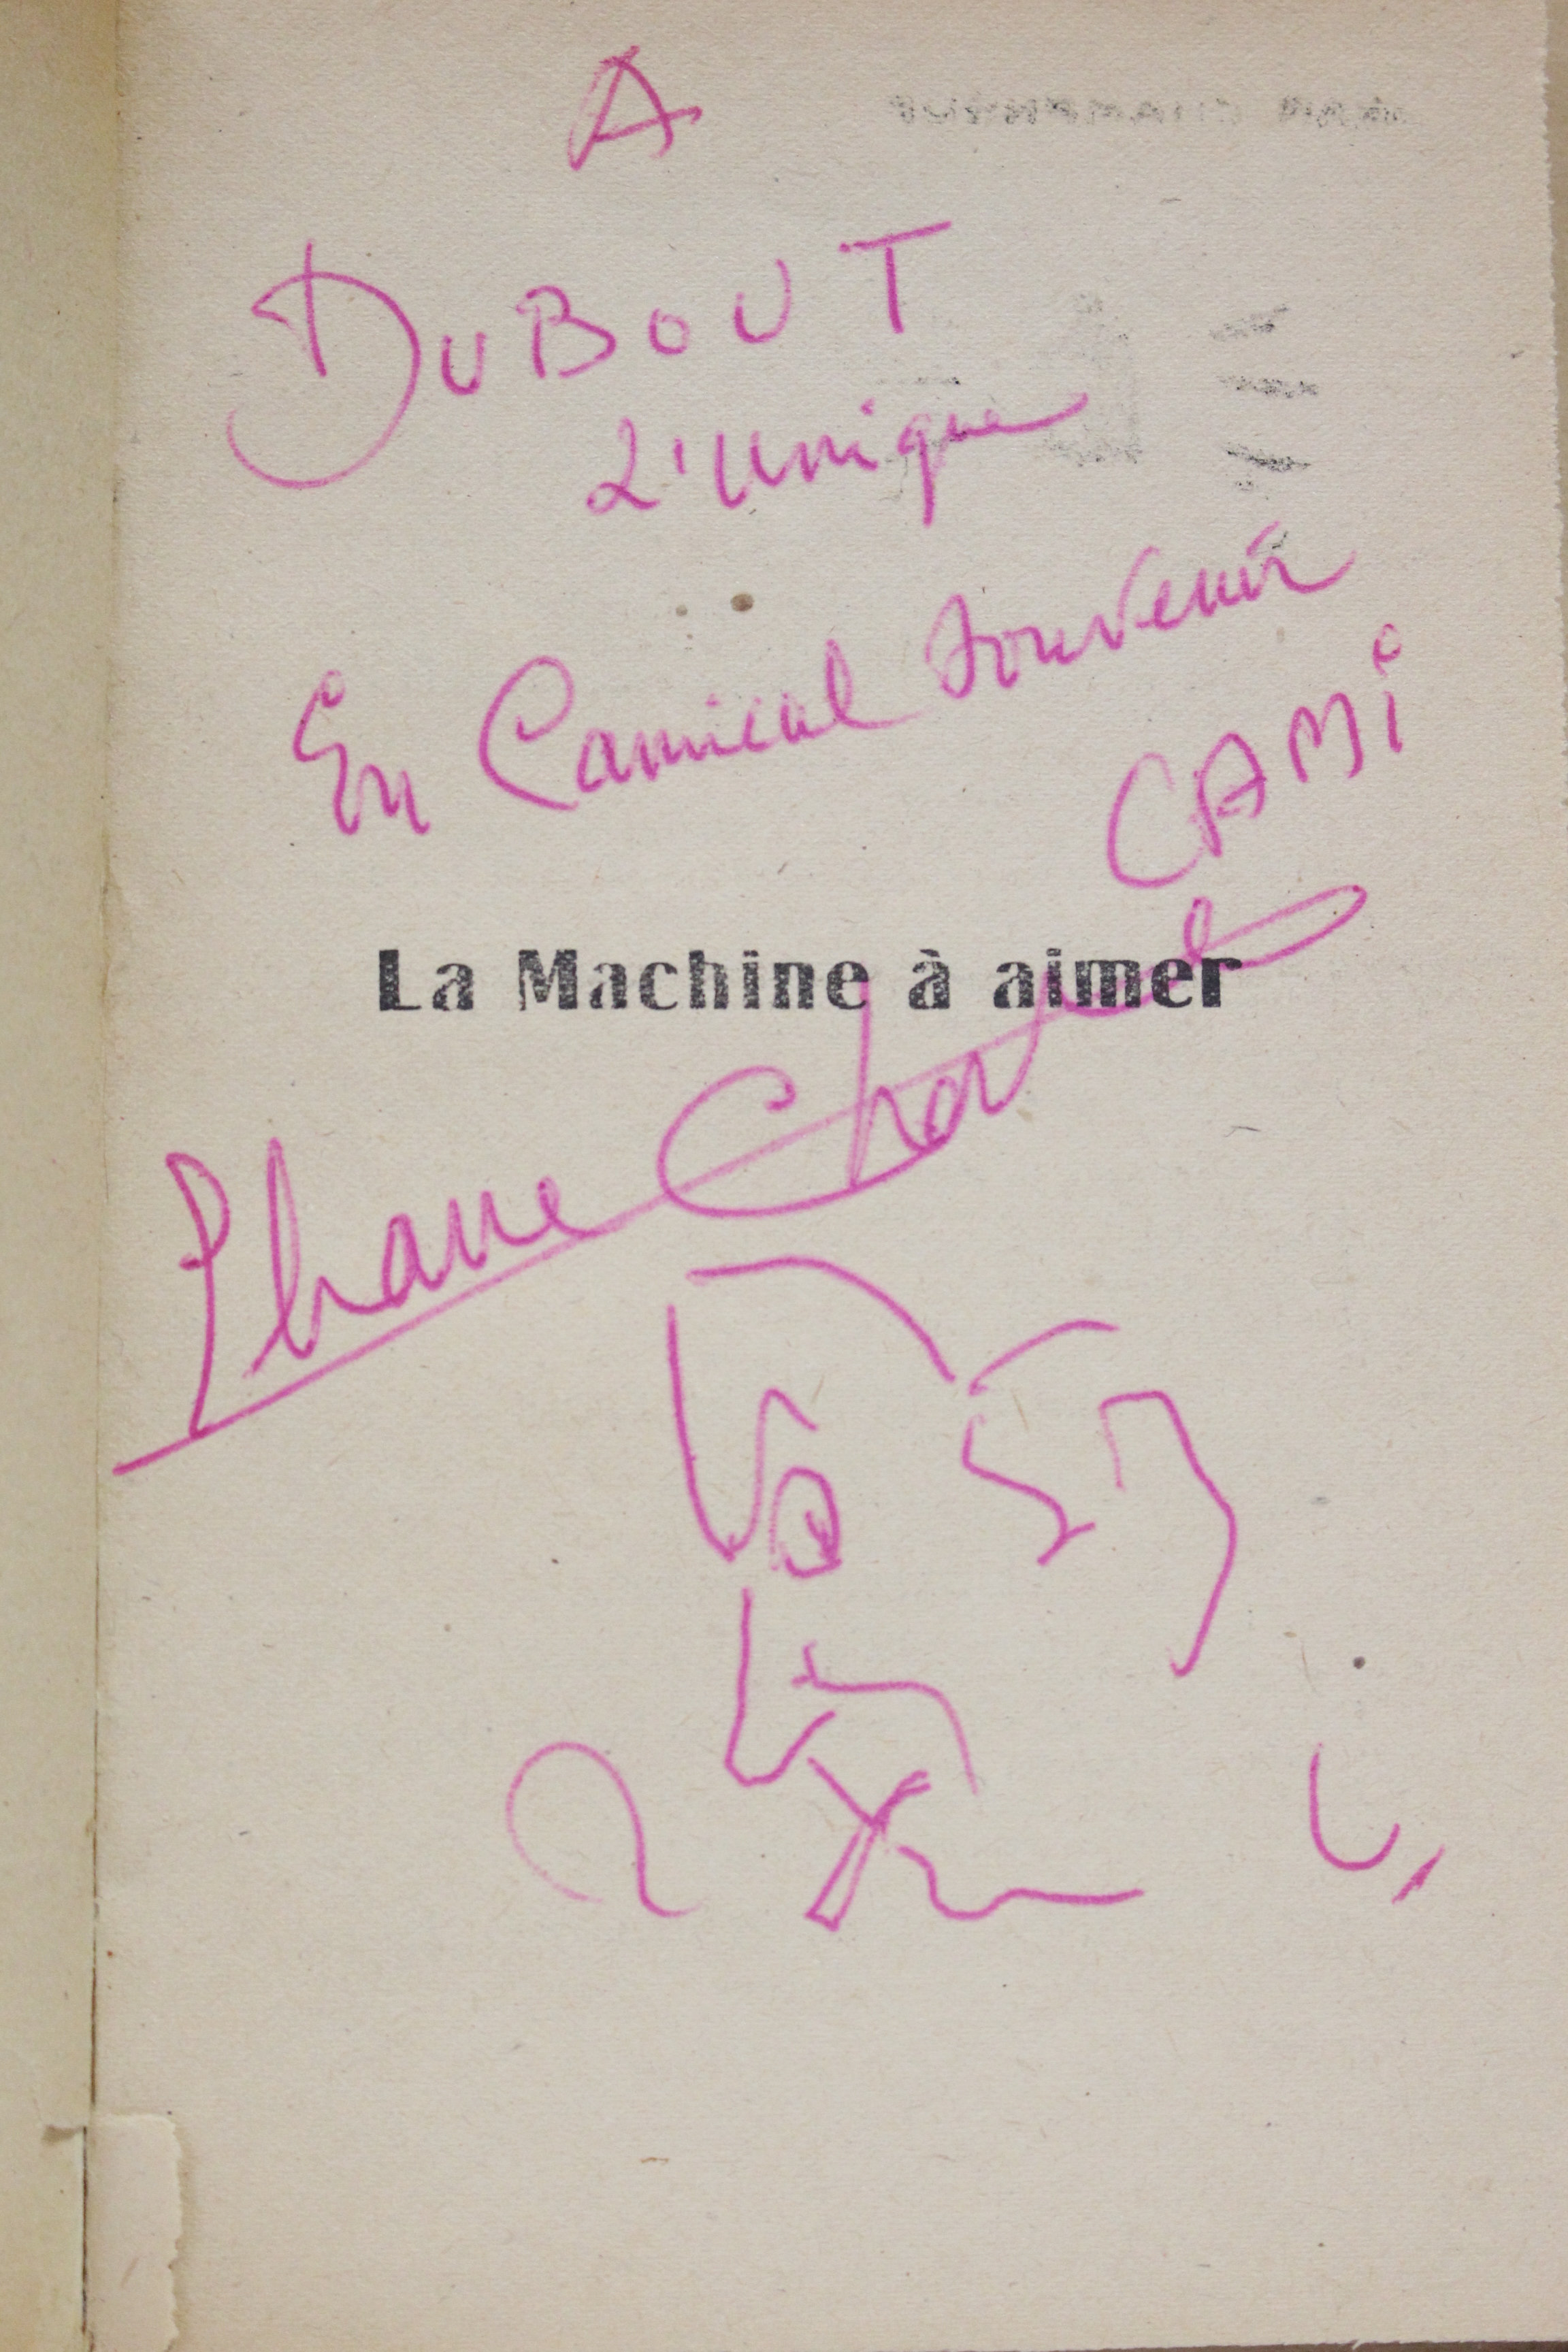 A
DUBOUT
L'unique
En Camical Souvenir
CAMi
La Machine à aimer